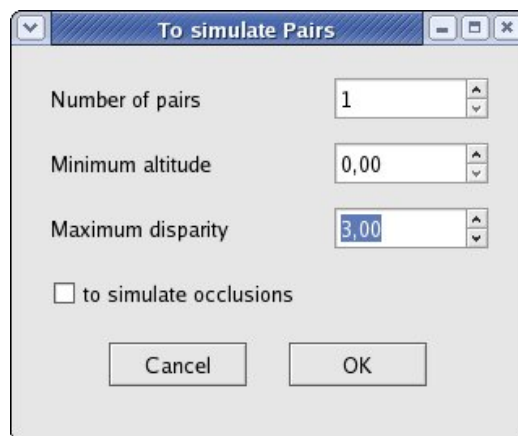 To simulate Pairs
Number of pairs 1
Minimum altitude 0,00
Maximum disparity 3,00
to simulate occlusions
Cancel OK